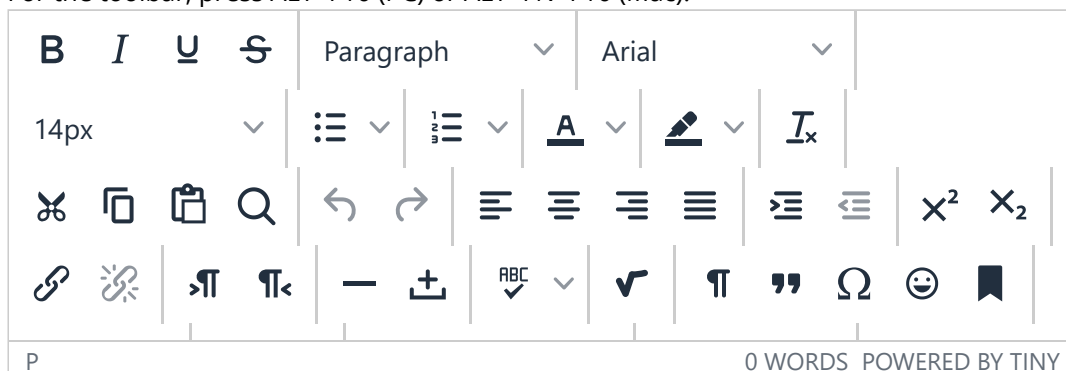 For the toolbar, press ALT+F10 (PC) or ALT+FN+F10 (Mac).
B I U S Paragraph Arial
14px
ABC
P 0 WORDS POWERED BY TINY